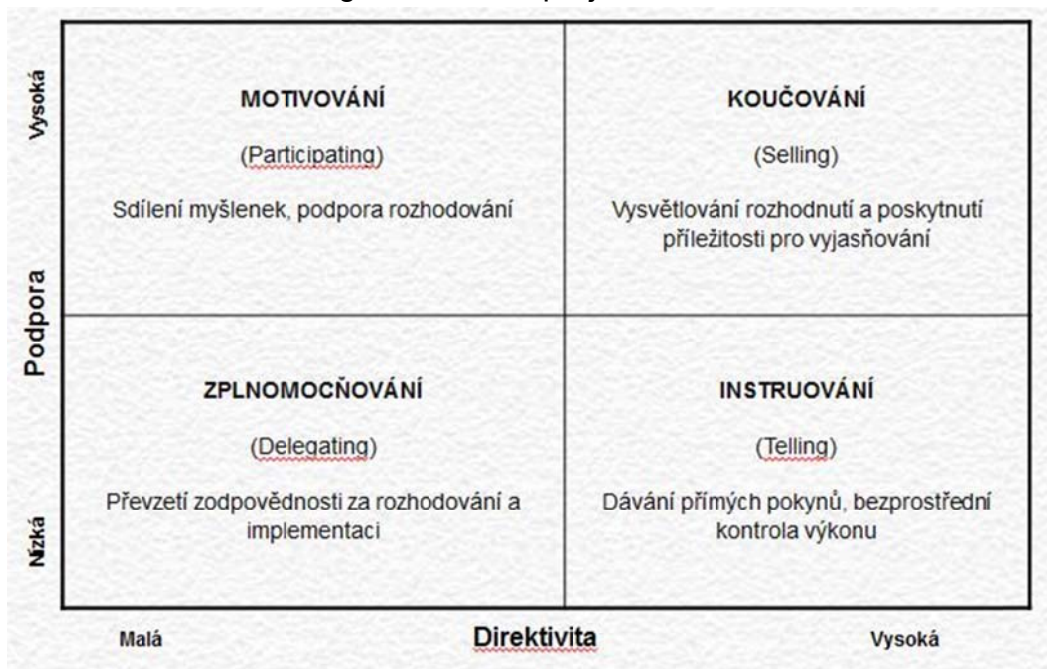 Vysoká
MOTIVOVÁNÍ
(Participating)
Sdílení myšlenek, podpora rozhodování
KOUČOVÁNÍ
(Selling)
Vysvětlování rozhodnutí a poskytnutí
příležitosti pro vyjasňování
Podpora
ZPLNOMOCŇOVÁNÍ
(Delegating)
Převzetí zodpovědnosti za rozhodování a
implementaci
INSTRUOVÁNÍ
(Telling)
Dávání přímých pokynů, bezprostřední
kontrola výkonu
Nízká
Malá
Direktivita
Vysoká